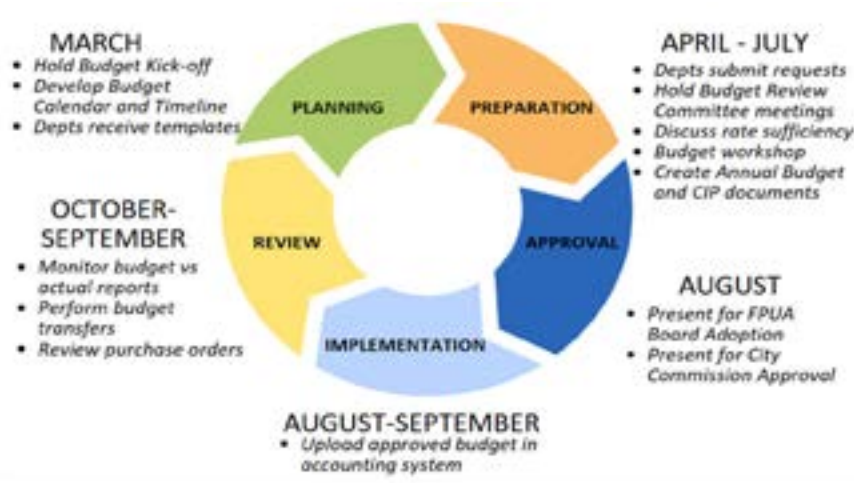 MARCH
• Hold Budget Kick-off
• Develop Budget
Calendar and Timeline
• Depts receive templates
PLANNING
PREPARATION
APRIL - JULY
• Depts submit requests
• Hold Budget Review
Committee meetings
• Discuss rate sufficiency
• Budget workshop
• Create Annual Budget
and CIP documents
OCTOBER-
SEPTEMBER
• Monitor budget vs
actual reports
• Perform budget
transfers
• Review purchase orders
REVIEW
APPROVAL
AUGUST
• Present for FPUA
Board Adoption
• Present for City
Commission Approval
IMPLEMENTATION
AUGUST-SEPTEMBER
• Upload approved budget in
accounting system